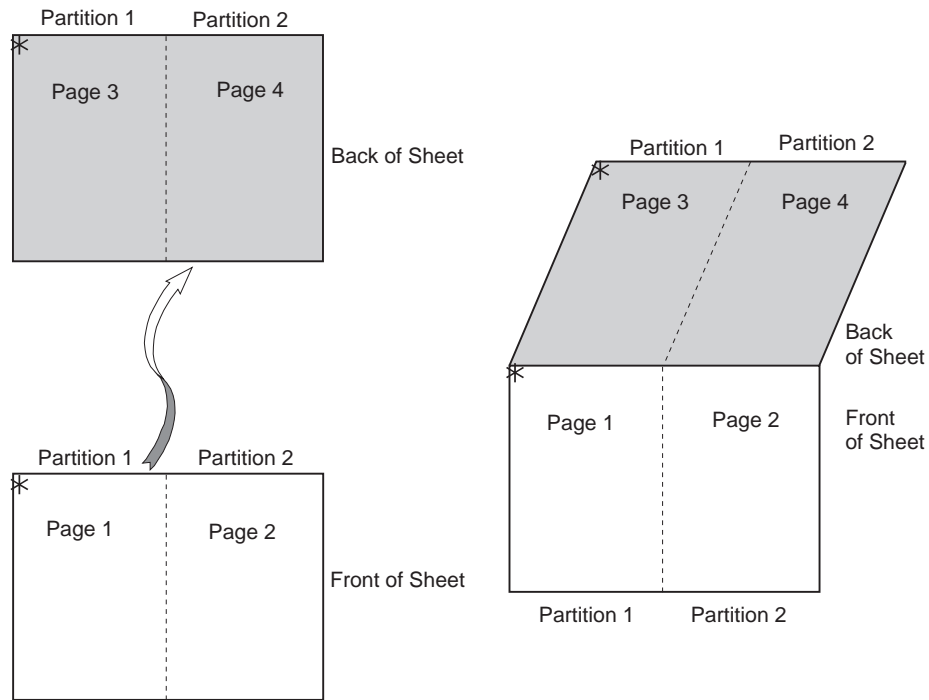 Partition 1 Partition 2
Page 3 Page 4
Back of Sheet
Partition 1 Partition 2
Page 1 Page 2
Front of Sheet
Partition 1 Partition 2
Page 3 Page 4
Back
of Sheet
Page 1 Page 2
Front
of Sheet
Partition 1 Partition 2